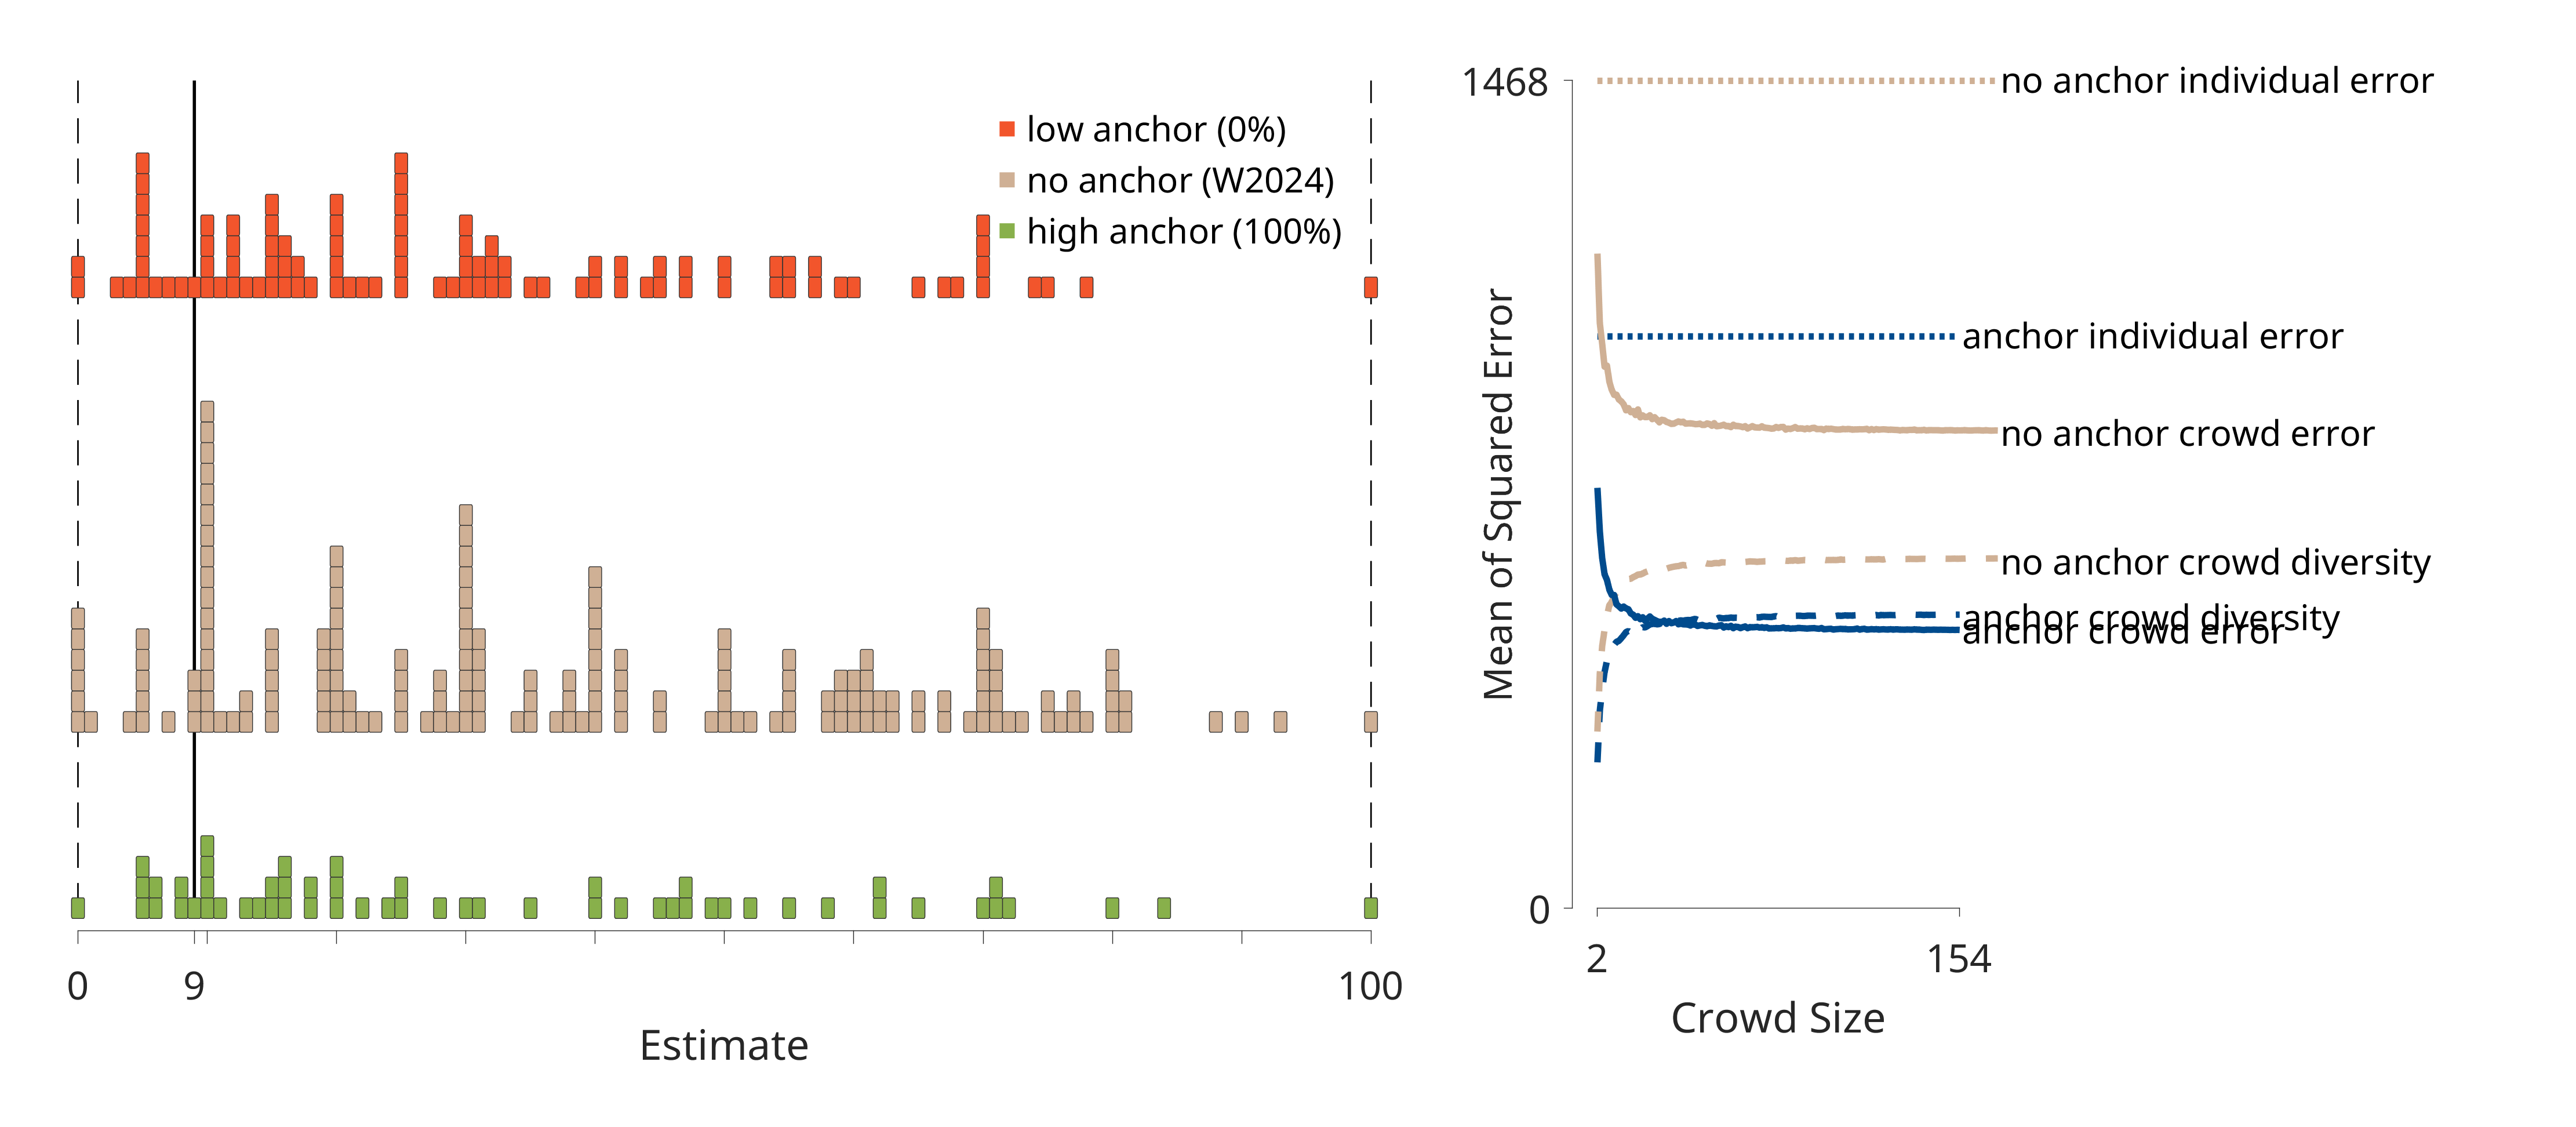 low anchor (0%)
no anchor (W2024)
high anchor (100%)
0
9
100
Estimate
1468
0
Mean of Squared Error
2
154
Crowd Size
no anchor individual error
anchor individual error
no anchor crowd error
no anchor crowd diversity
anchor crowd diversity
anchor crowd error